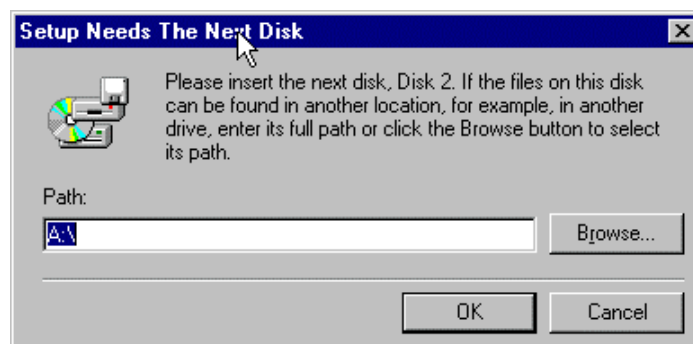 Setup Needs The Next Disk
Please insert the next disk, Disk 2. If the files on this disk
can be found in another location, for example, in another
drive, enter its full path or click the Browse button to select
its path.
Path:
A:\
Browse...
OK
Cancel